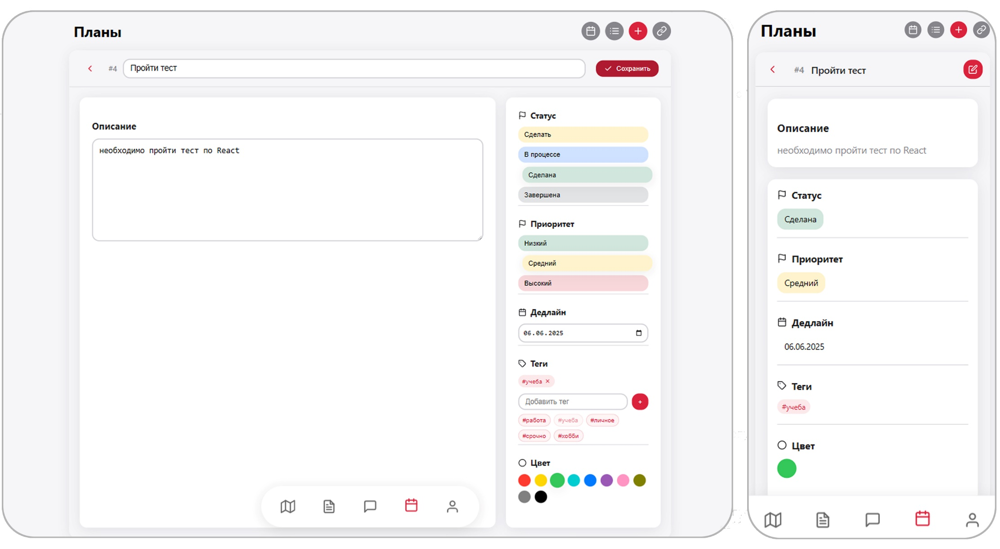 Планы
#4 Пройти тест
Сохранить
Описание
необходимо пройти тест по React
Статус
Сделать
В процессе
Сделана
Завершена
Приоритет
Низкий
Средний
Высокий
Дедлайн
06.06.2025
Теги
#учеба ×
Добавить тег +
#работа #учеба #личное
#срочно #хобби
Цвет
Планы
#4 Пройти тест
Описание
необходимо пройти тест по React
Статус
Сделана
Приоритет
Средний
Дедлайн
06.06.2025
Теги
#учеба
Цвет